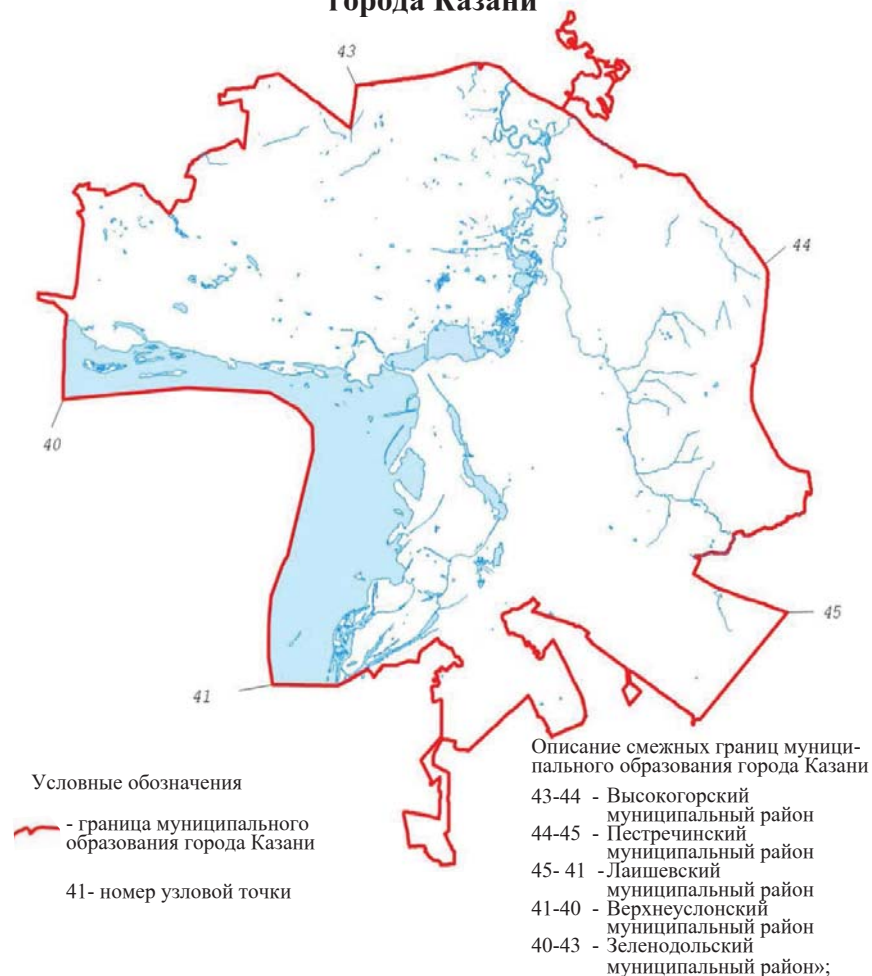 города Казани
43
44
40
45
41
Условные обозначения
- граница муниципального
образования города Казани
41- номер узловой точки
Описание смежных границ муници-
пального образования города Казани
43-44 - Высокогорский
муниципальный район
44-45 - Пестречинский
муниципальный район
45- 41 -Лаишевский
муниципальный район
41-40 - Верхнеуслонский
муниципальный район
40-43 - Зеленодольский
муниципальный район»;